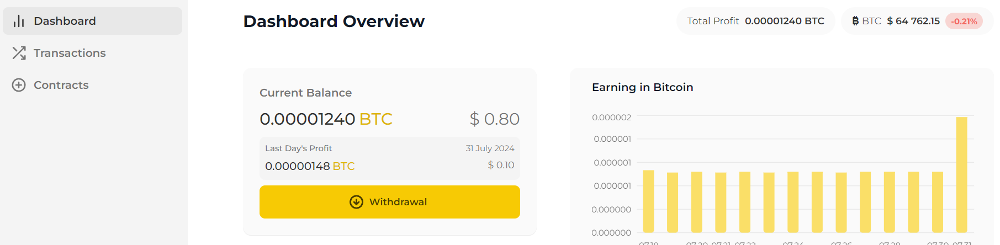 Dashboard
Transactions
Contracts
Dashboard Overview
Total Profit 0.00001240 BTC
BTC $ 64 762.15 -0.21%
Current Balance
0.00001240 BTC $ 0.80
Last Day's Profit 31 July 2024
0.00000148 BTC $ 0.10
Withdrawal
Earning in Bitcoin
0.000002
0.000001
0.000001
0.000001
0.000000
0.000000
07.18 07.20 07.21 07.22 07.24 07.26 07.28 07.30 07.31